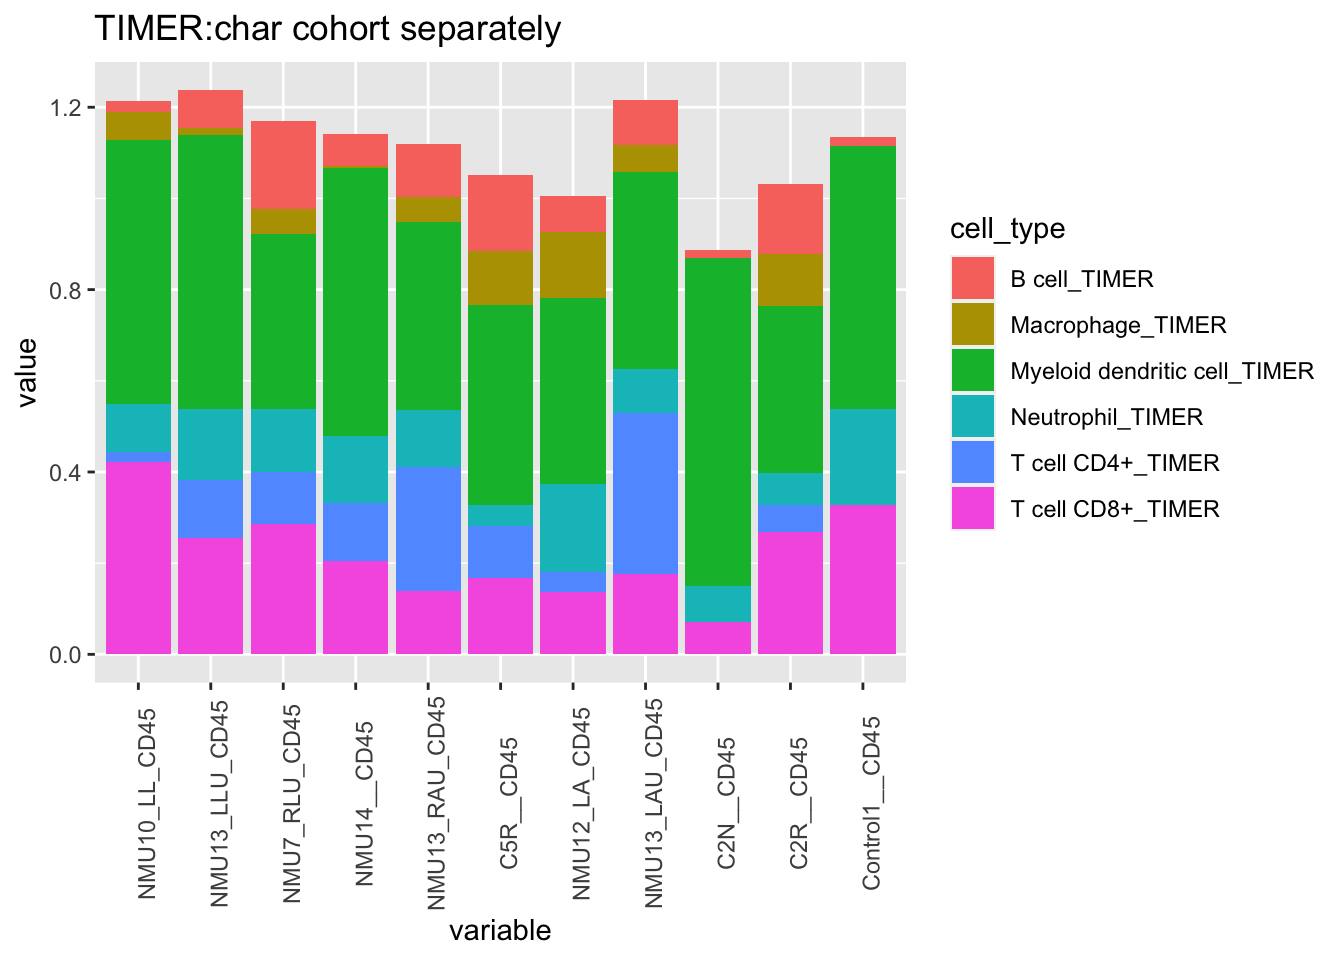 TIMER:char cohort separately
value
1.2
0.8
0.4
0.0
NMU10_LL_CD45
NMU13_LLU_CD45
NMU7_RLU_CD45
NMU14__CD45
NMU13_RAU_CD45
C5R__CD45
NMU12_LA_CD45
NMU13_LAU_CD45
C2N__CD45
C2R__CD45
Control1__CD45
variable
cell_type
B cell_TIMER
Macrophage_TIMER
Myeloid dendritic cell_TIMER
Neutrophil_TIMER
T cell CD4+_TIMER
T cell CD8+_TIMER